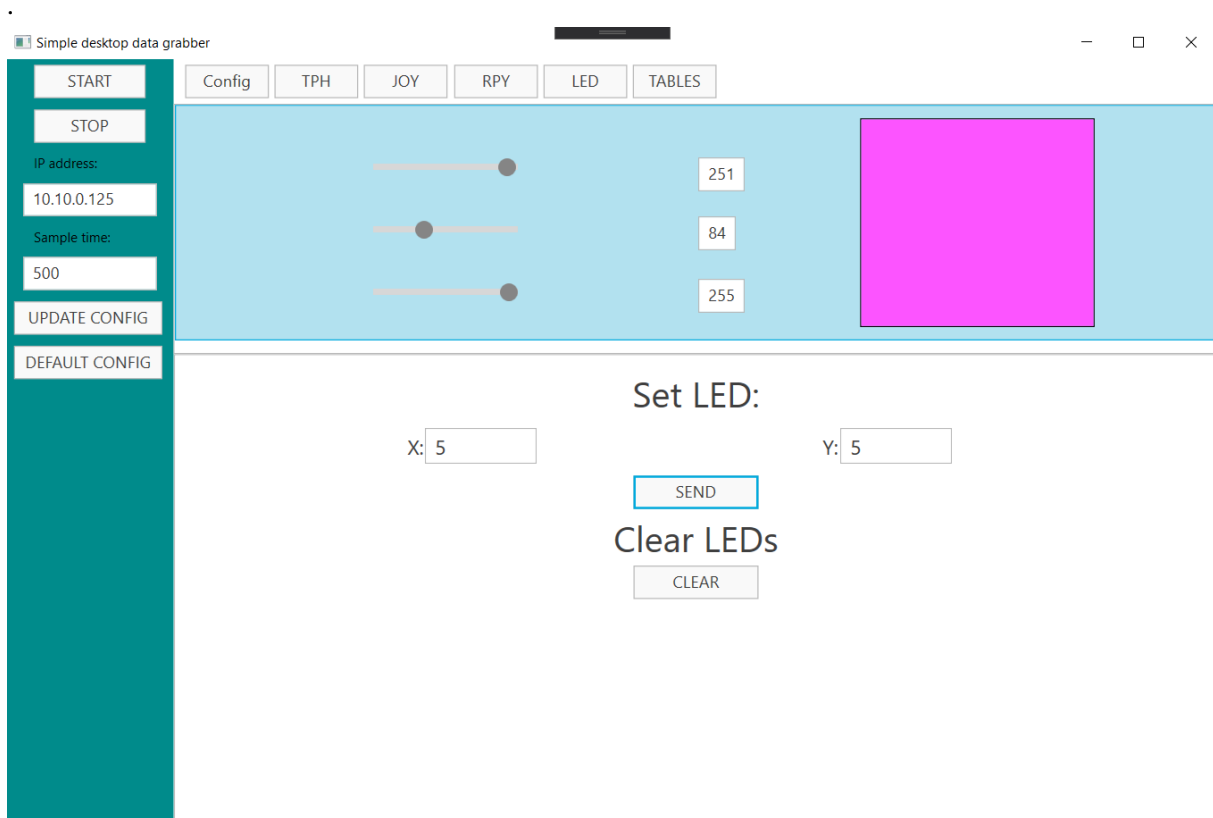 .
Simple desktop data grabber
START
Config TPH JOY RPY LED TABLES
STOP
IP address:
10.10.0.125
Sample time:
500
UPDATE CONFIG
DEFAULT CONFIG
251
84
255
Set LED:
X: 5 Y: 5
SEND
Clear LEDs
CLEAR